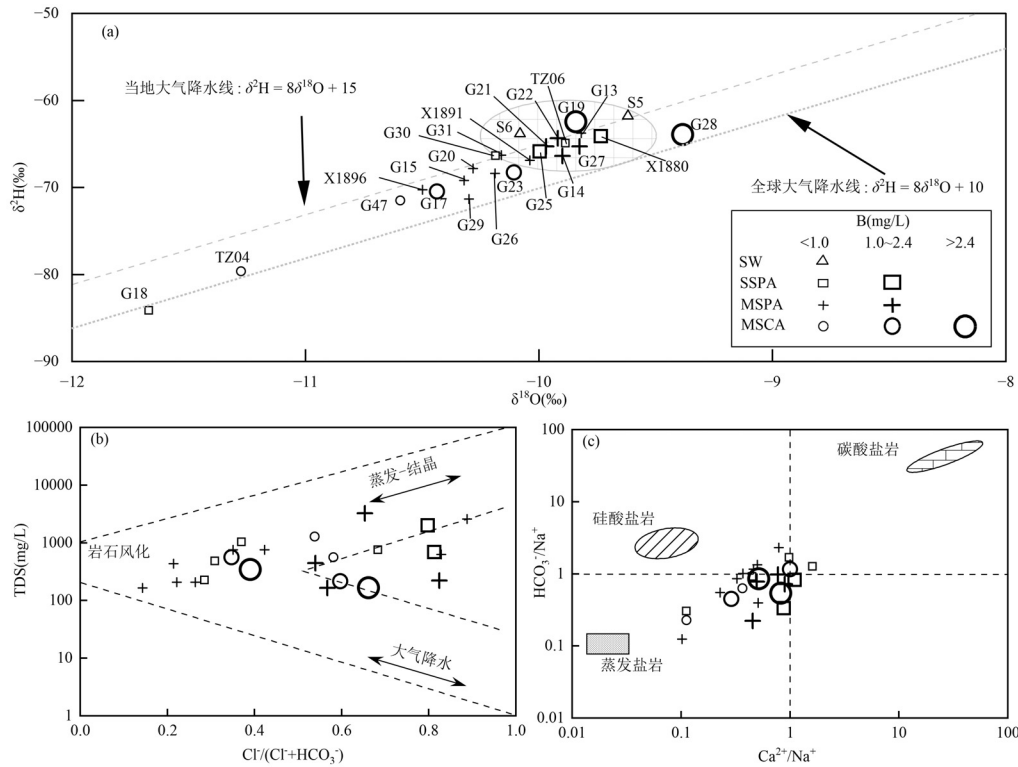 (a)
−50
−60
−70
−80
−90
δ²H(‰)
当地大气降水线：δ²H = 8δ¹⁸O + 15
全球大气降水线：δ²H = 8δ¹⁸O + 10
TZ06
G13
G21
G22
G19
S5
X1891
S6
G28
G30
G31
G20
G27
X1880
G15
X1896
G23
G14
G47
G17
G25
G29
G26
TZ04
G18
B(mg/L)
<1.0 1.0~2.4 >2.4
SW
SSPA
MSPA
MSCA
−12 −11 −10 −9 −8
δ¹⁸O(‰)
(b)
100000
10000
1000
100
10
1
TDS(mg/L)
蒸发-结晶
岩石风化
大气降水
0.0 0.2 0.4 0.6 0.8 1.0
Cl⁻/(Cl⁻+HCO₃⁻)
(c)
100
10
1
0.1
0.01
HCO₃⁻/Na⁺
碳酸盐岩
硅酸盐岩
蒸发盐岩
0.01 0.1 1 10 100
Ca²⁺/Na⁺